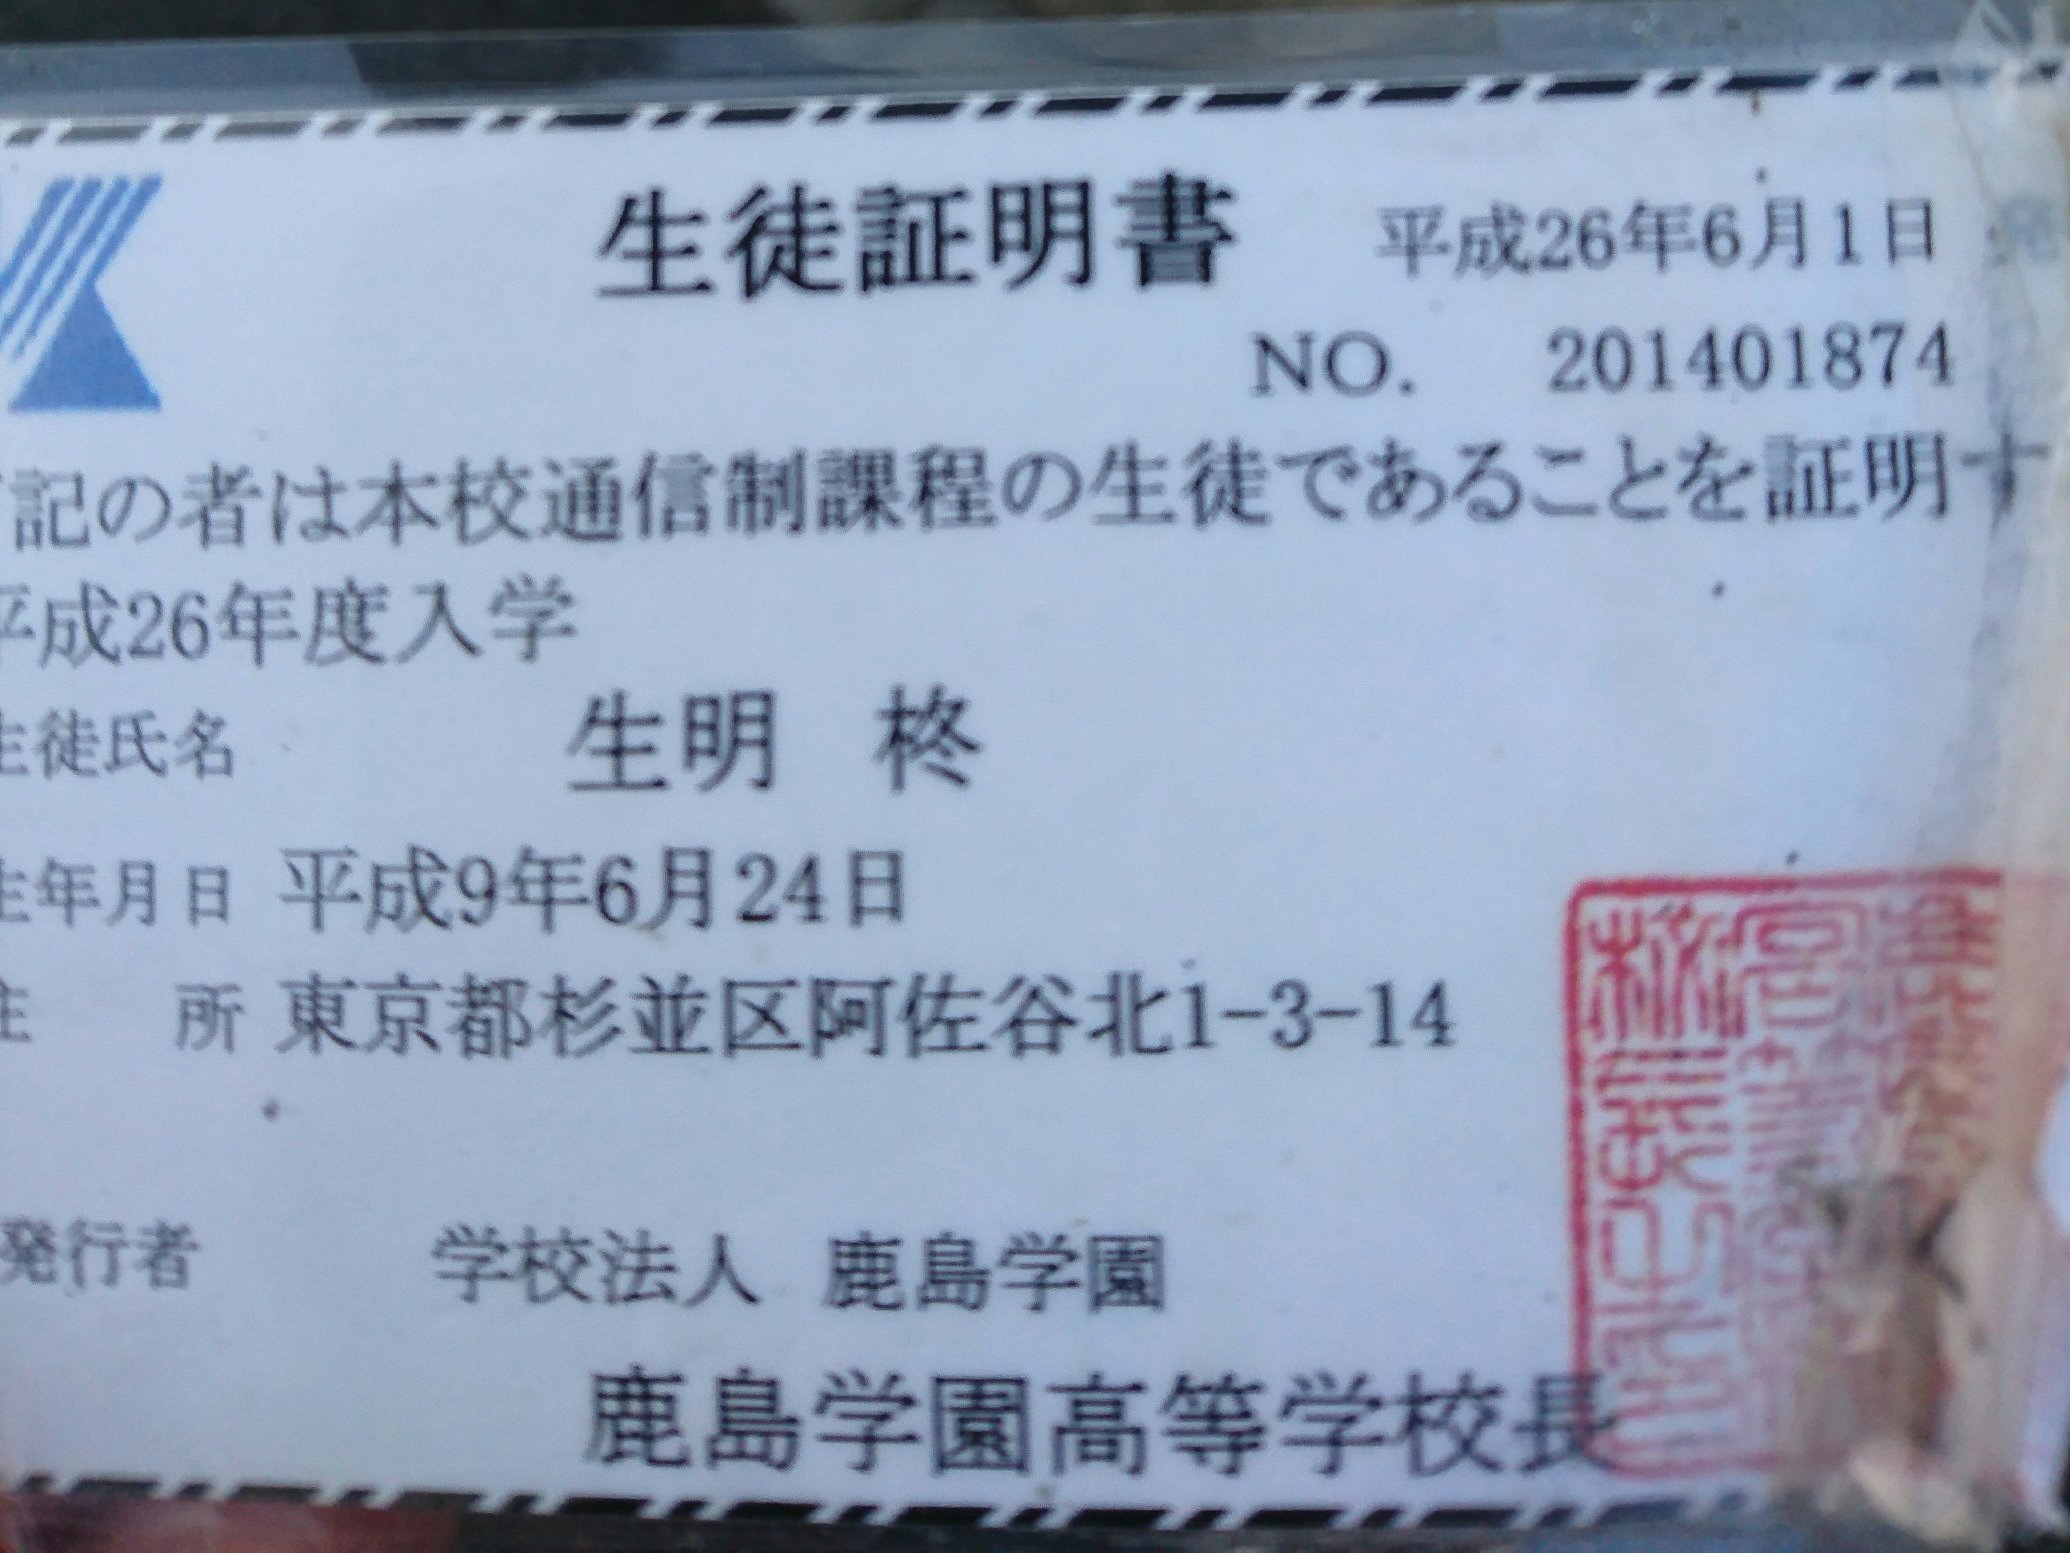 生徒証明書 平成26年6月1日
NO. 201401874
記の者は本校通信制課程の生徒であることを証明す
平成26年度入学
生徒氏名 生明 柊
生年月日 平成9年6月24日
住 所 東京都杉並区阿佐谷北1-3-14
発行者 学校法人 鹿島学園
鹿島学園高等学校長